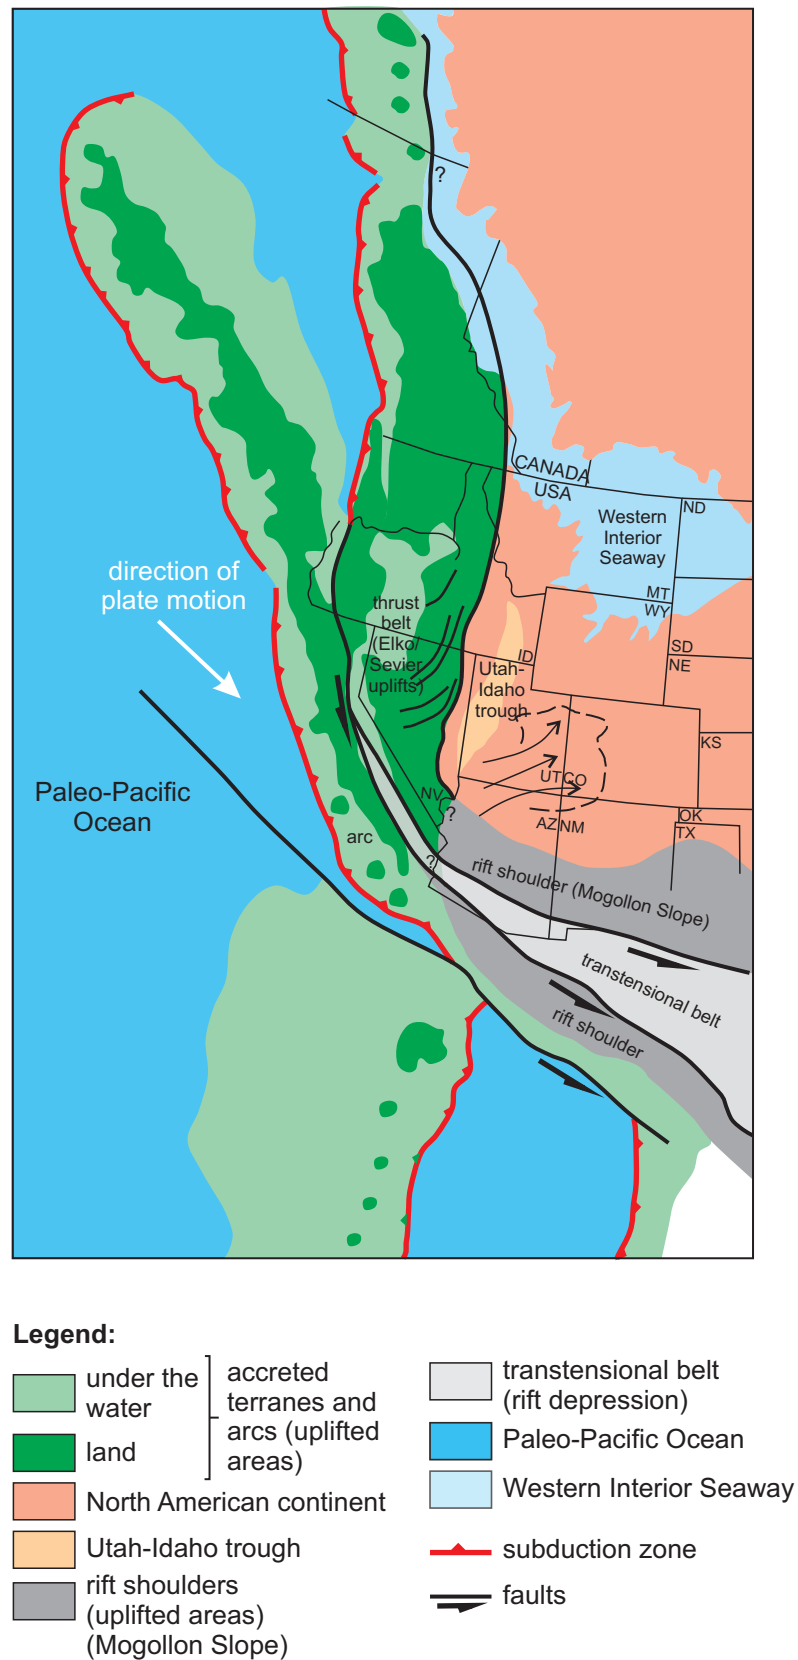 ?
CANADA
USA
ND
Western
Interior
Seaway
direction of
plate motion
MT
WY
thrust
belt
(Elko/
Sevier
uplifts)
SD
NE
ID
Utah-
Idaho
trough
KS
UT
CO
Paleo-Pacific
Ocean
NV
?
OK
TX
AZ
NM
arc
?
rift shoulder (Mogollon Slope)
transtensional belt
rift shoulder
Legend:
under the
water
land
accreted
terranes and
arcs (uplifted
areas)
North American continent
Utah-Idaho trough
rift shoulders
(uplifted areas)
(Mogollon Slope)
transtensional belt
(rift depression)
Paleo-Pacific Ocean
Western Interior Seaway
subduction zone
faults